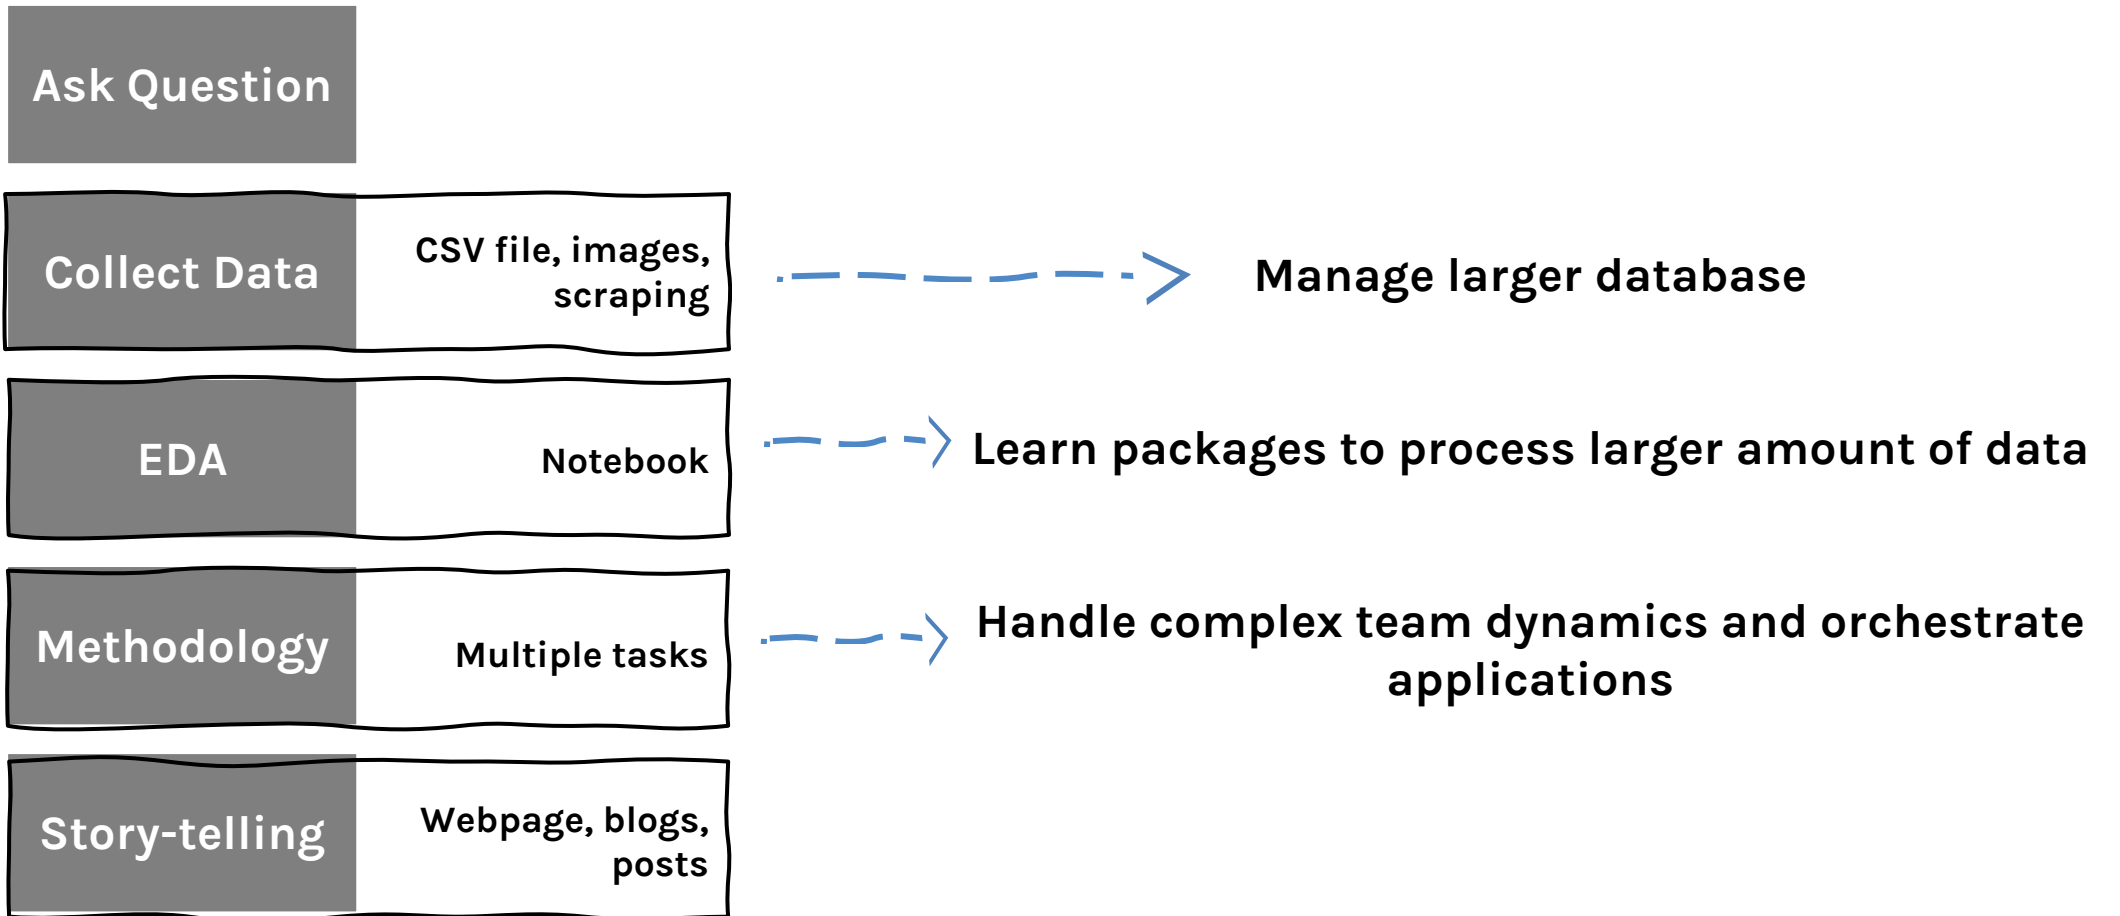 Ask Question
Collect Data
CSV file, images,
scraping
Manage larger database
EDA
Notebook
Learn packages to process larger amount of data
Methodology
Multiple tasks
Handle complex team dynamics and orchestrate
applications
Story-telling
Webpage, blogs,
posts